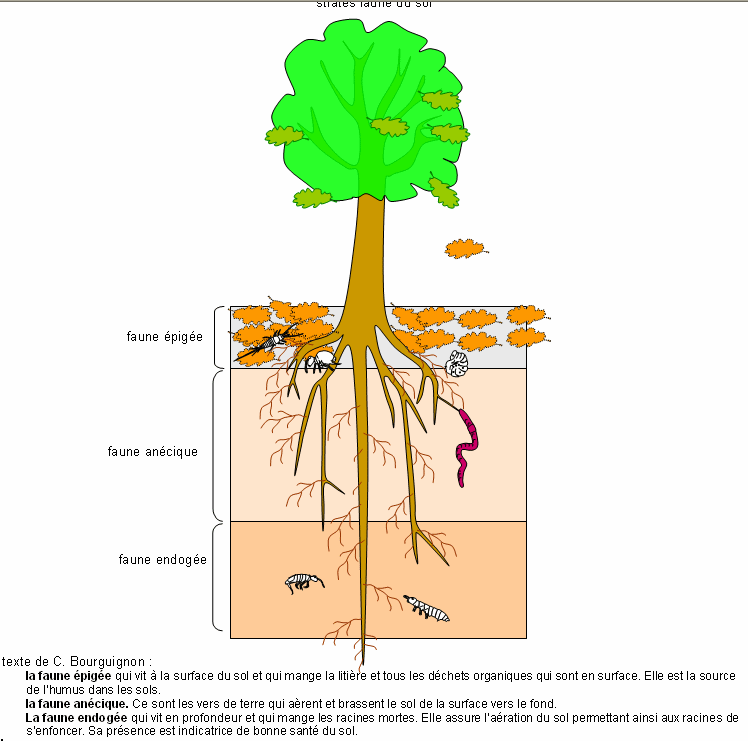 strates faune du sol
faune épigée
faune anécique
faune endogée
texte de C. Bourguignon :
la faune épigée qui vit à la surface du sol et qui mange la litière et tous les déchets organiques qui sont en surface. Elle est la source
de l'humus dans les sols.
la faune anécique. Ce sont les vers de terre qui aèrent et brassent le sol de la surface vers le fond.
La faune endogée qui vit en profondeur et qui mange les racines mortes. Elle assure l'aération du sol permettant ainsi aux racines de
s'enfoncer. Sa présence est indicatrice de bonne santé du sol.